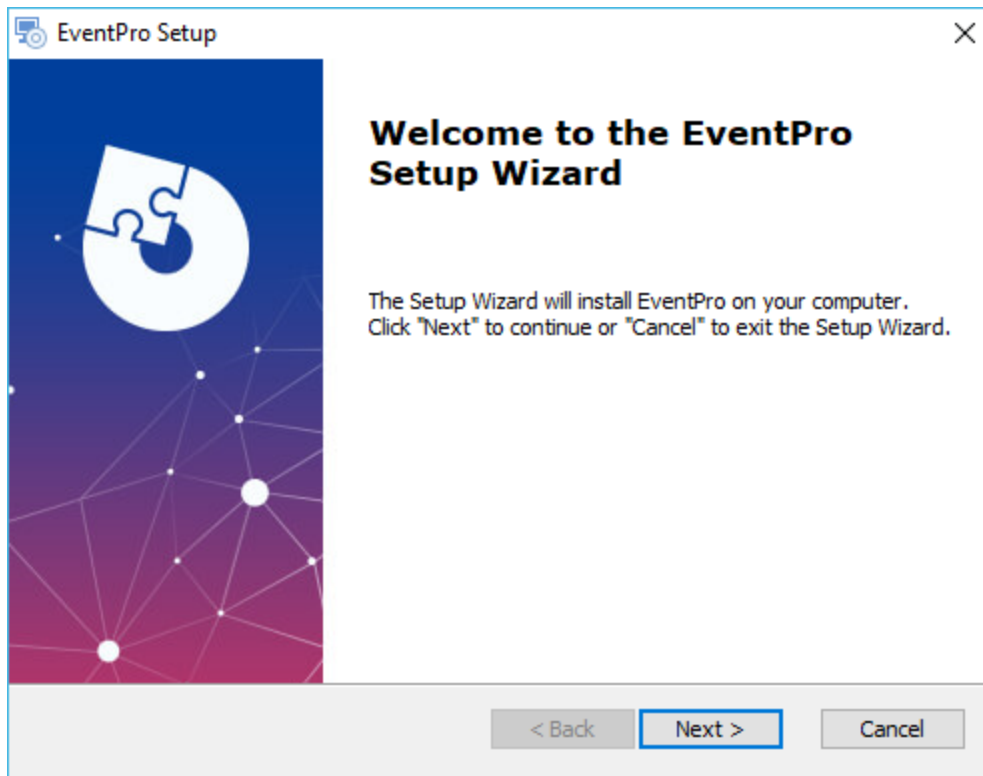 EventPro Setup
Welcome to the EventPro
Setup Wizard
The Setup Wizard will install EventPro on your computer.
Click "Next" to continue or "Cancel" to exit the Setup Wizard.
< Back
Next >
Cancel